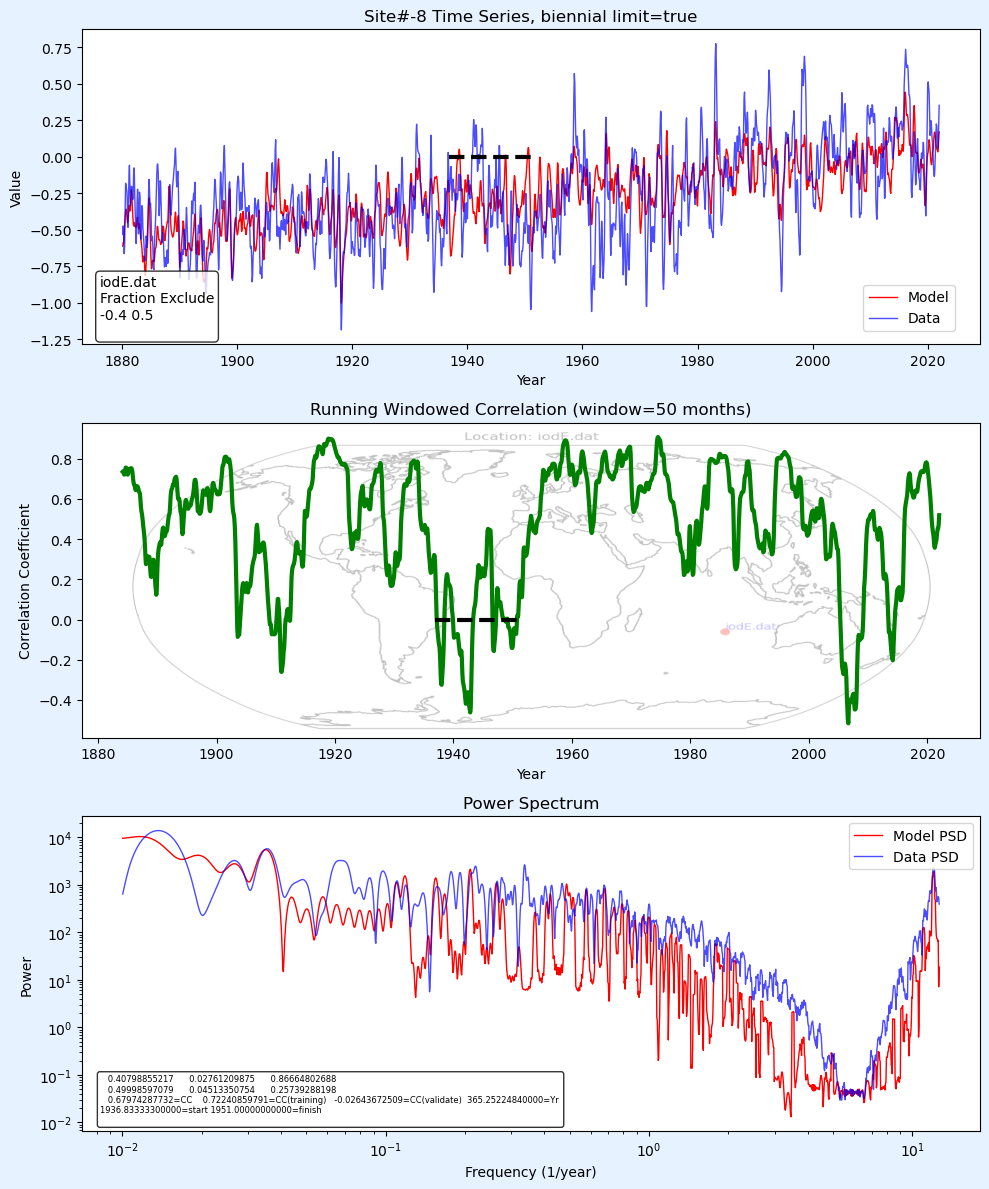 Site#-8 Time Series, biennial limit=true
0.75
0.50
0.25
0.00
-0.25
-0.50
-0.75
-1.00
-1.25
Value
iodE.dat
Fraction Exclude
-0.4 0.5
Model
Data
1880 1900 1920 1940 1960 1980 2000 2020
Year
Running Windowed Correlation (window=50 months)
Location: iodE.dat
0.8
0.6
0.4
0.2
0.0
-0.2
-0.4
Correlation Coefficient
iodE.dat
1880 1900 1920 1940 1960 1980 2000 2020
Year
Power Spectrum
Model PSD
Data PSD
10^4
10^3
10^2
10^1
10^0
10^-1
10^-2
Power
0.40798855217 0.02761209875 0.86664802688
0.49998597079 0.04513350754 0.25739288198
0.67974287732=CC 0.72240859791=CC(training) -0.02643672509=CC(validate) 365.25224840000=Yr
1936.83333300000=start 1951.00000000000=finish
10^-2 10^-1 10^0 10^1
Frequency (1/year)